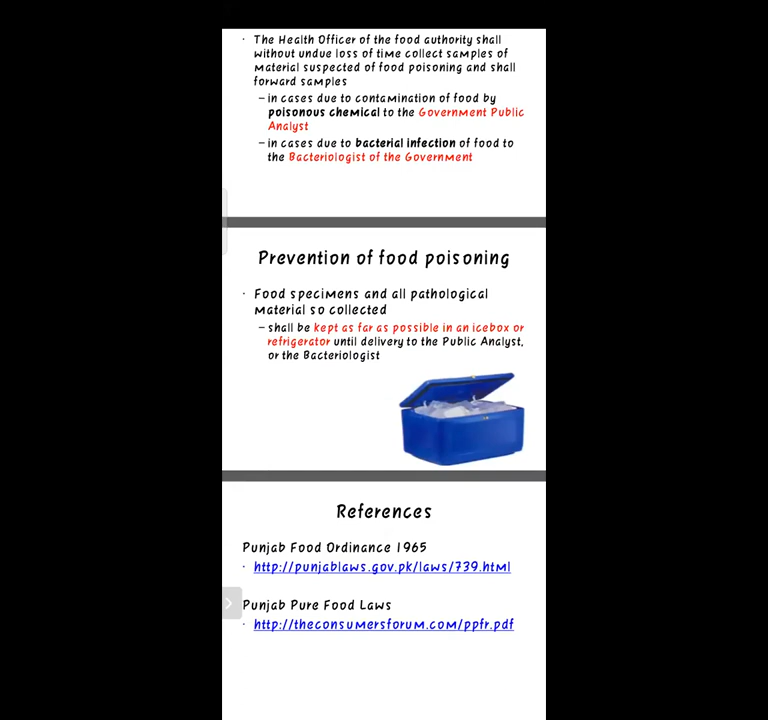 · The Health Officer of the food authority shall
without undue loss of time collect samples of
material suspected of food poisoning and shall
forward samples
– in cases due to contamination of food by
poisonous chemical to the Government Public
Analyst
– in cases due to bacterial infection of food to
the Bacteriologist of the Government
Prevention of food poisoning
· Food specimens and all pathological
material so collected
– shall be kept as far as possible in an icebox or
refrigerator until delivery to the Public Analyst,
or the Bacteriologist
References
Punjab Food Ordinance 1965
· http://punjablaws.gov.pk/laws/739.html
Punjab Pure Food Laws
· http://theconsumersforum.com/ppfr.pdf